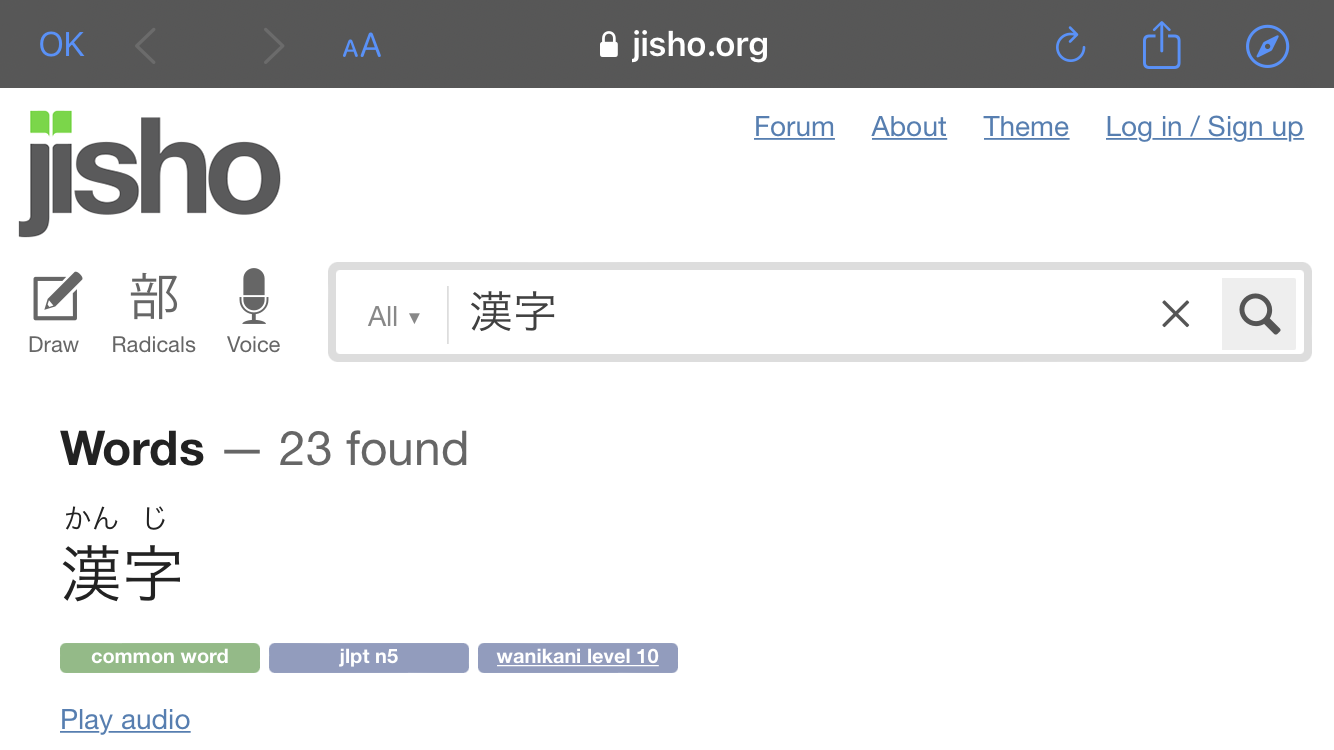 OK AA jisho.org
jisho
Forum About Theme Log in / Sign up
部
Draw Radicals Voice
All ▾ 漢字
Words — 23 found
かん じ
漢字
common word jlpt n5 wanikani level 10
Play audio